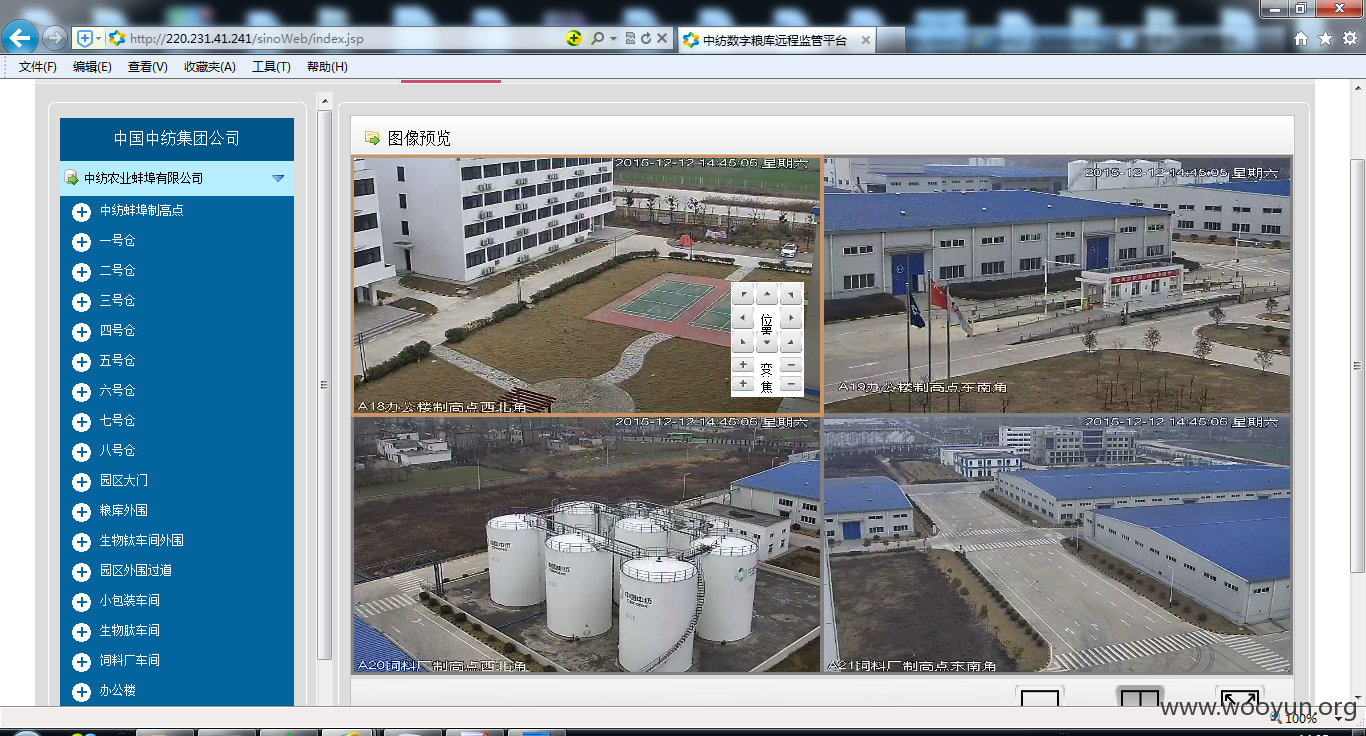 http://220.231.41.241/sinoWeb/index.jsp
中纺数字粮库远程监管平台
文件(F) 编辑(E) 查看(V) 收藏夹(A) 工具(T) 帮助(H)
中国中纺集团公司
中纺农业蚌埠有限公司
中纺蚌埠制高点
一号仓
二号仓
三号仓
四号仓
五号仓
六号仓
七号仓
八号仓
园区大门
粮库外围
生物钛车间外围
园区外围过道
小包装车间
生物肽车间
饲料厂车间
办公楼
图像预览
2015-12-12 14:45:06 星期六
位置
变
焦
A18办公楼制高点西北角
2015-12-12 14:45:05 星期六
A19办公楼制高点东南角
2015-12-12 14:45:06 星期六
中国中纺
A20饲料厂制高点西北角
2015-12-12 14:45:06 星期六
A21饲料厂制高点东南角
www.wooyun.org
100%